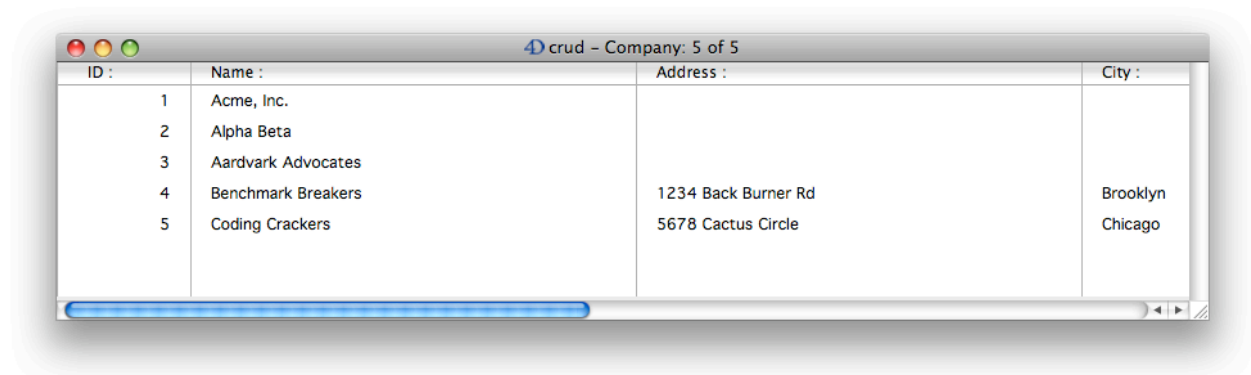 4D crud – Company: 5 of 5
ID : Name : Address : City :
1 Acme, Inc.
2 Alpha Beta
3 Aardvark Advocates
4 Benchmark Breakers 1234 Back Burner Rd Brooklyn
5 Coding Crackers 5678 Cactus Circle Chicago